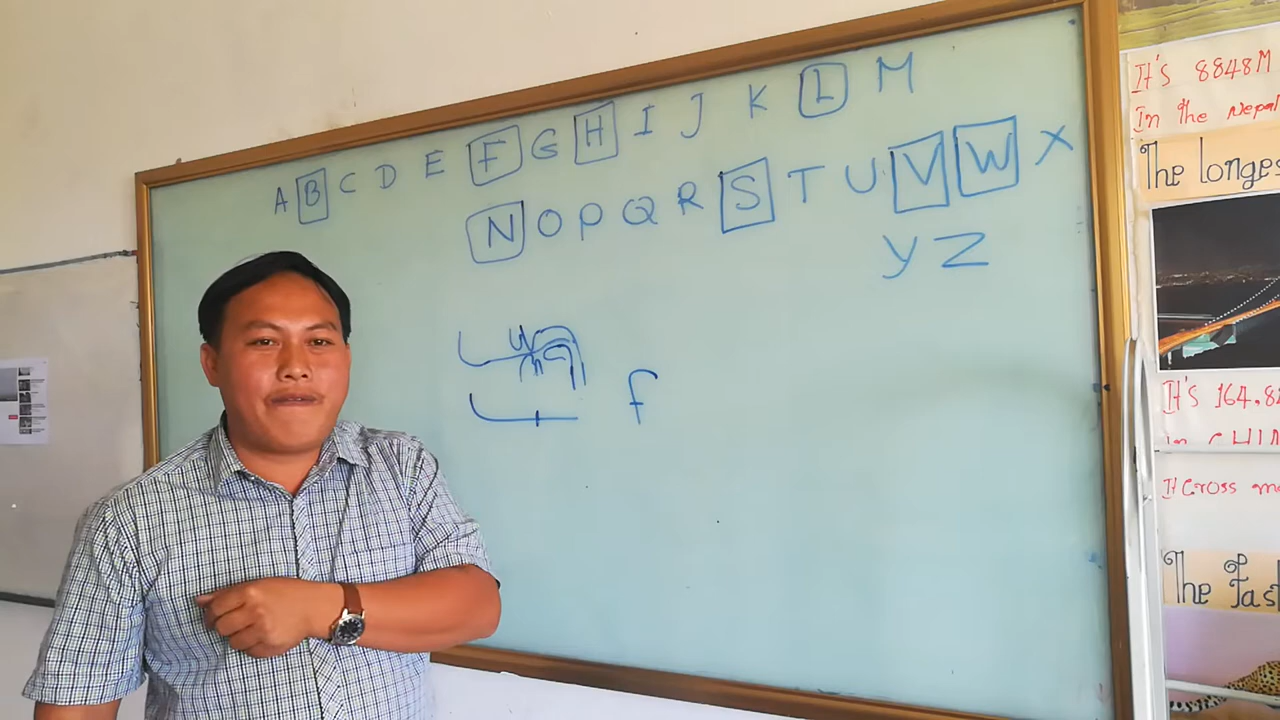 A B C D E F G H I J K L M
N O P Q R S T U V W X
Y Z
f
It's 8848M
In the Nepal
The Longes
It's 164.8
It Cross
The Fast